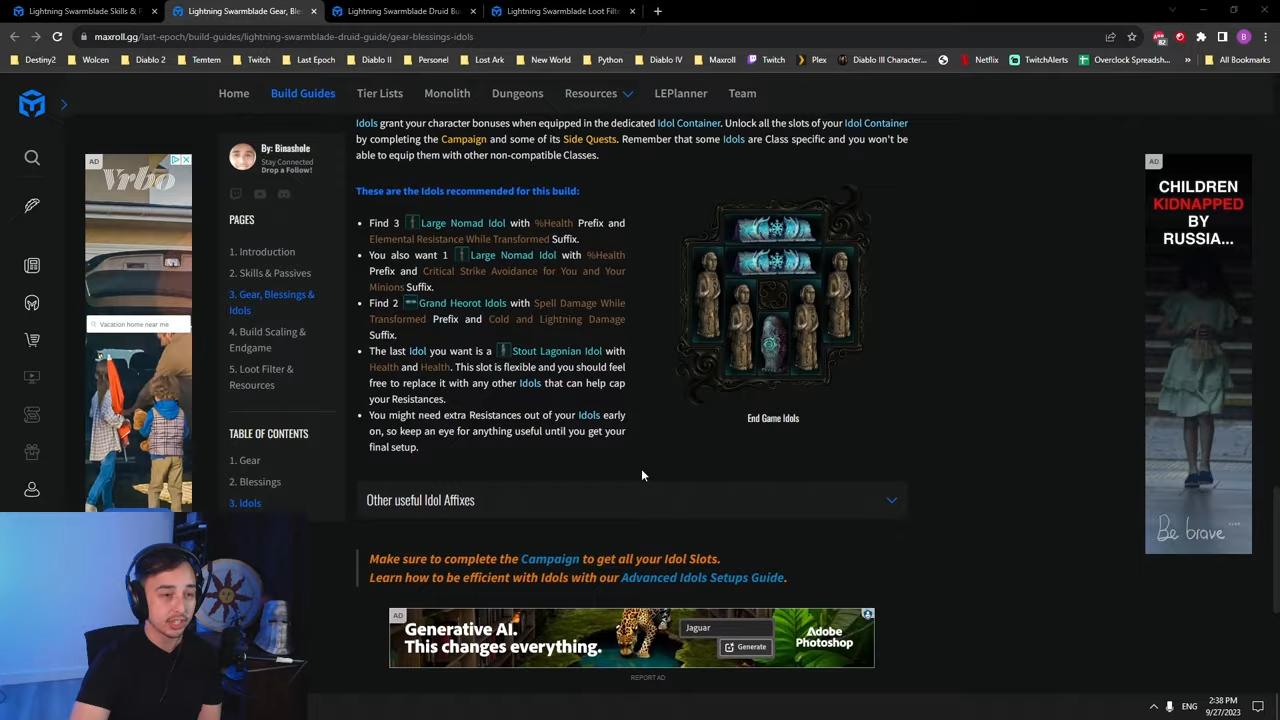 Lightning Swarmblade Skills & P
Lightning Swarmblade Gear, Bles
Lightning Swarmblade Druid Bu
Lightning Swarmblade Loot Filte
maxroll.gg/last-epoch/build-guides/lightning-swarmblade-druid-guide/gear-blessings-idols
Destiny2 Wolcen Diablo 2 Temtem Twitch Last Epoch Diablo II Personel Lost Ark New World Python Diablo IV Maxroll Twitch Plex Diablo III Character... Netflix TwitchAlerts Overclock Spreadsh... » All Bookmarks
Home Build Guides Tier Lists Monolith Dungeons Resources LEPlanner Team
Idols grant your character bonuses when equipped in the dedicated Idol Container. Unlock all the slots of your Idol Container
by completing the Campaign and some of its Side Quests. Remember that some Idols are Class specific and you won't be
able to equip them with other non-compatible Classes.
By: Binashole
Stay Connected
Drop a Follow!
PAGES
1. Introduction
2. Skills & Passives
3. Gear, Blessings &
Idols
4. Build Scaling &
Endgame
5. Loot Filter &
Resources
TABLE OF CONTENTS
1. Gear
2. Blessings
3. Idols
These are the Idols recommended for this build:
• Find 3 Large Nomad Idol with %Health Prefix and
Elemental Resistance While Transformed Suffix.
• You also want 1 Large Nomad Idol with %Health
Prefix and Critical Strike Avoidance for You and Your
Minions Suffix.
• Find 2 Grand Heorot Idols with Spell Damage While
Transformed Prefix and Cold and Lightning Damage
Suffix.
• The last Idol you want is a Stout Lagonian Idol with
Health and Health. This slot is flexible and you should feel
free to replace it with any other Idols that can help cap
your Resistances.
• You might need extra Resistances out of your Idols early
on, so keep an eye for anything useful until you get your
final setup.
End Game Idols
Other useful Idol Affixes
Make sure to complete the Campaign to get all your Idol Slots.
Learn how to be efficient with Idols with our Advanced Idols Setups Guide.
AD
Vrbo
Vacation home near me
AD
CHILDREN
KIDNAPPED
BY
RUSSIA...
Be brave
AD
Generative AI.
This changes everything.
Jaguar
Generate
Adobe
Photoshop
REPORT AD
ENG
2:38 PM
9/27/2023